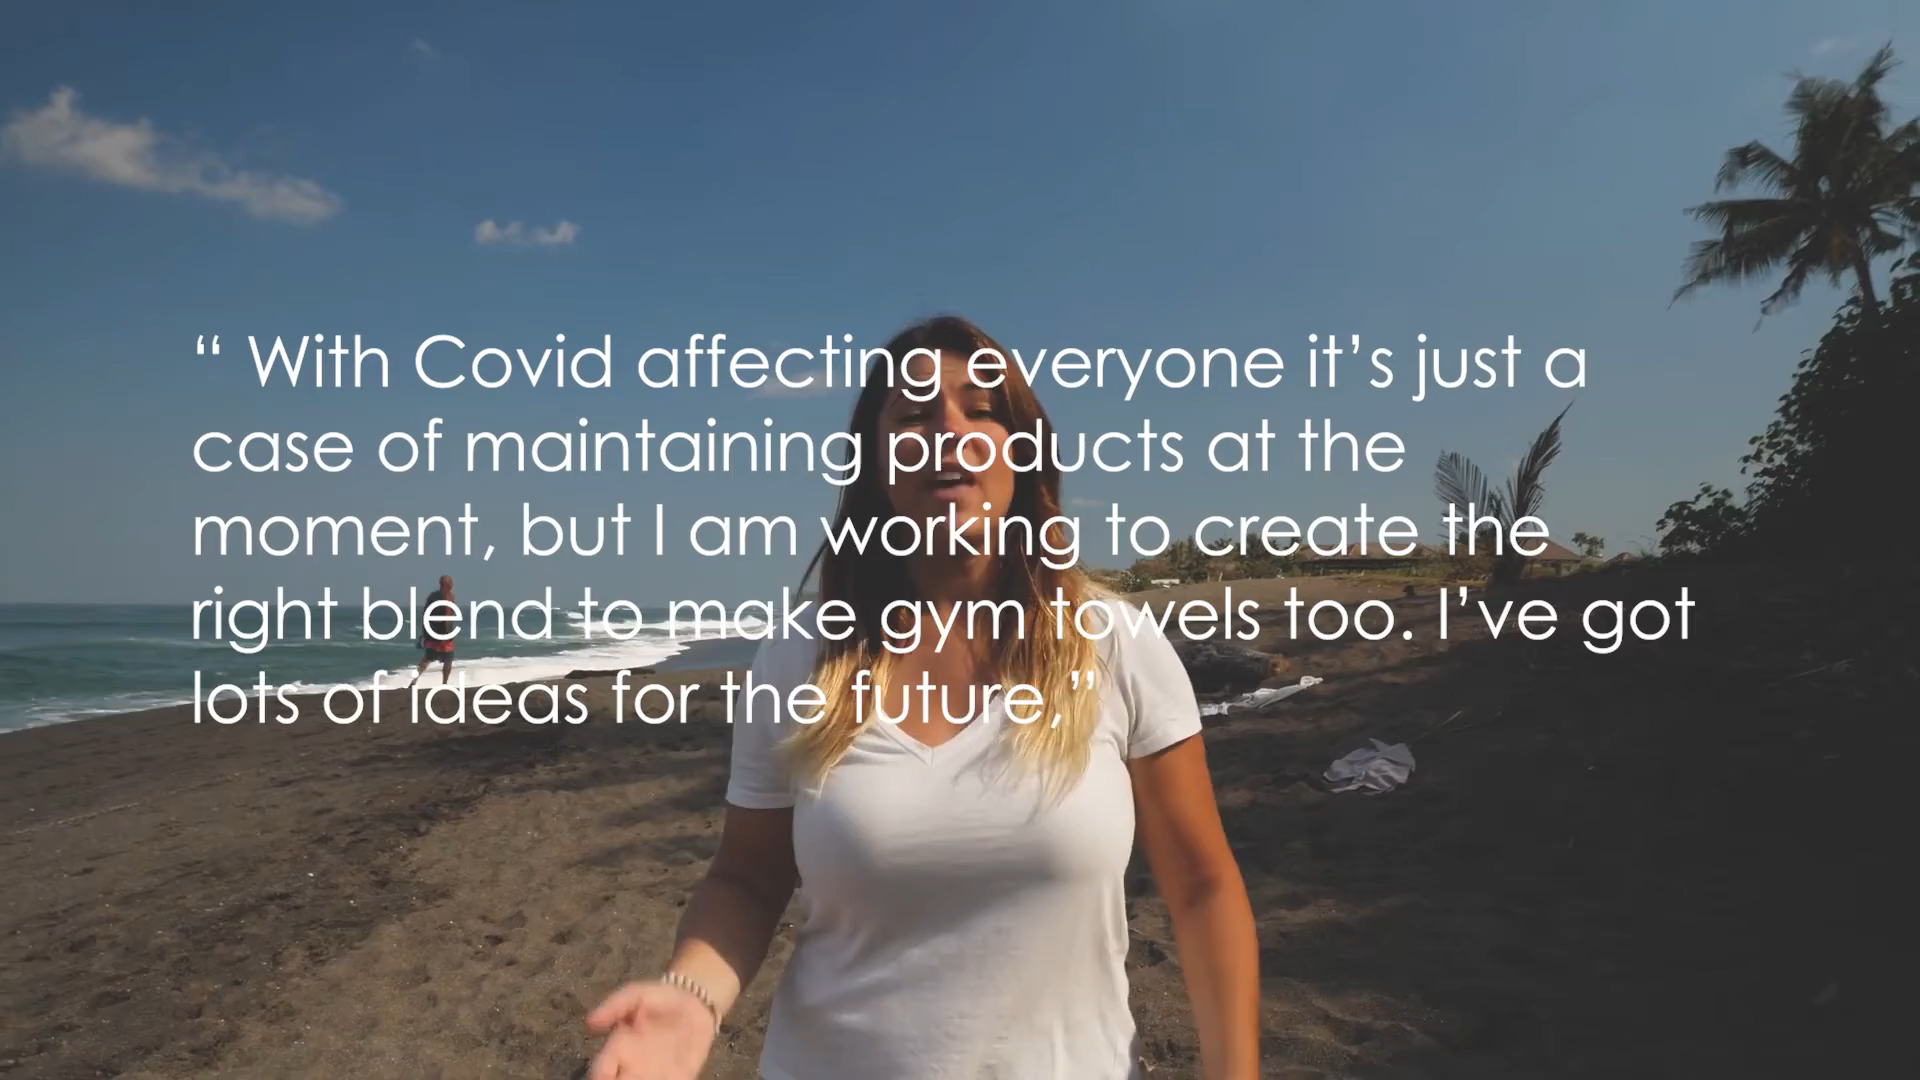 “ With Covid affecting everyone it’s just a
case of maintaining products at the
moment, but I am working to create the
right blend to make gym towels too. I’ve got
lots of ideas for the future,”